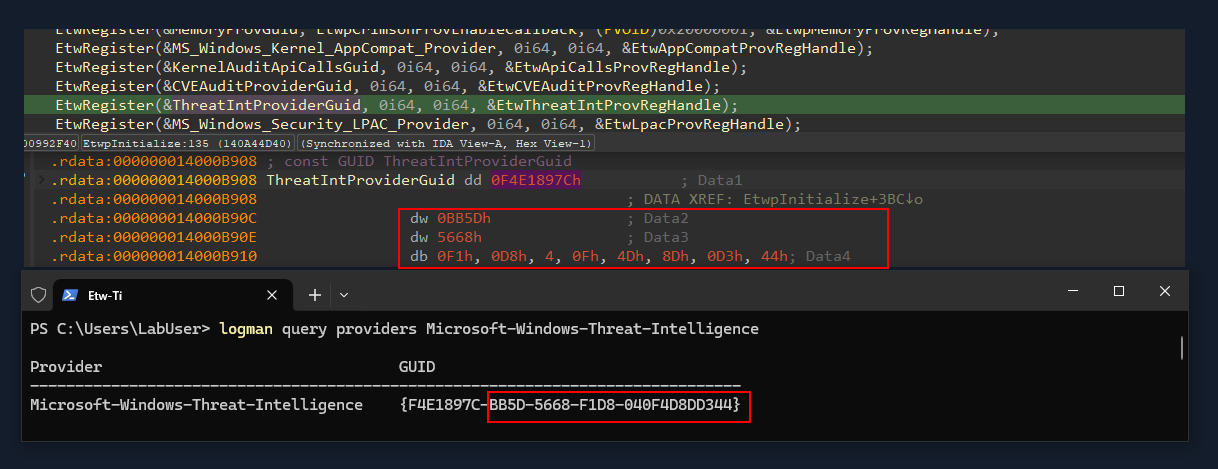 EtwRegister(&MemoryProvGuid, EtwpCrimsonProvEnableCallback, (PVOID)0x20000001, &EtwpMemoryProvRegHandle);
EtwRegister(&MS_Windows_Kernel_AppCompat_Provider, 0i64, 0i64, &EtwAppCompatProvRegHandle);
EtwRegister(&KernelAuditApiCallsGuid, 0i64, 0i64, &EtwApiCallsProvRegHandle);
EtwRegister(&CVEAuditProviderGuid, 0i64, 0i64, &EtwCVEAuditProvRegHandle);
EtwRegister(&ThreatIntProviderGuid, 0i64, 0i64, &EtwThreatIntProvRegHandle);
EtwRegister(&MS_Windows_Security_LPAC_Provider, 0i64, 0i64, &EtwLpacProvRegHandle);
00992F40 EtwpInitialize:135 (140A44D40) (Synchronized with IDA View-A, Hex View-1)
.rdata:000000014000B908 ; const GUID ThreatIntProviderGuid
.rdata:000000014000B908 ThreatIntProviderGuid dd 0F4E1897Ch ; Data1
.rdata:000000014000B908 ; DATA XREF: EtwpInitialize+3BC↓o
.rdata:000000014000B90C dw 0BB5Dh ; Data2
.rdata:000000014000B90E dw 5668h ; Data3
.rdata:000000014000B910 db 0F1h, 0D8h, 4, 0Fh, 4Dh, 8Dh, 0D3h, 44h; Data4
Etw-Ti
PS C:\Users\LabUser> logman query providers Microsoft-Windows-Threat-Intelligence
Provider GUID
-------------------------------------------------------------------------------
Microsoft-Windows-Threat-Intelligence {F4E1897C-BB5D-5668-F1D8-040F4D8DD344}